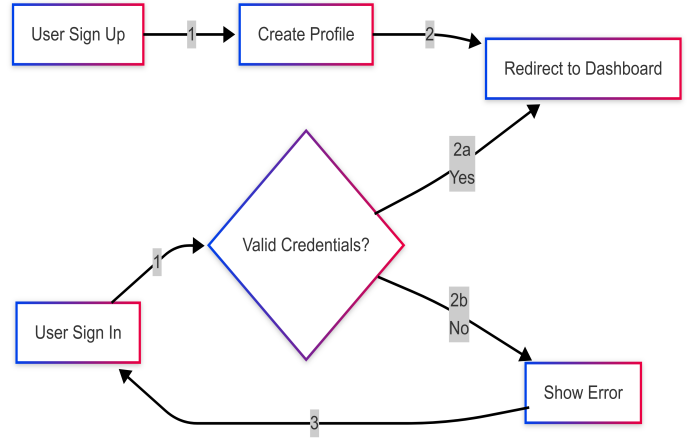 User Sign Up
1
Create Profile
2
Redirect to Dashboard
2a
Yes
Valid Credentials?
1
2b
No
User Sign In
Show Error
3